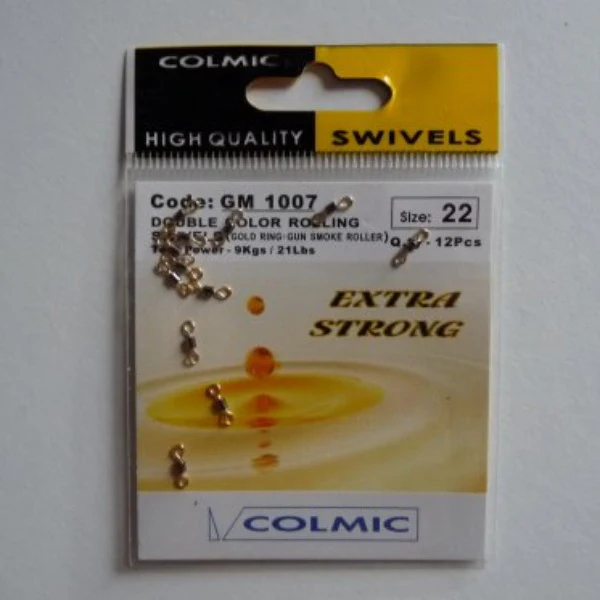 COLMIC
HIGH QUALITY SWIVELS
Code: GM 1007
Size: 22
DOUBLE COLOR ROLLING
(GOLD RING-GUN SMOKE ROLLER) - 12Pcs
Power - 9Kgs / 21Lbs
EXTRA
STRONG
COLMIC